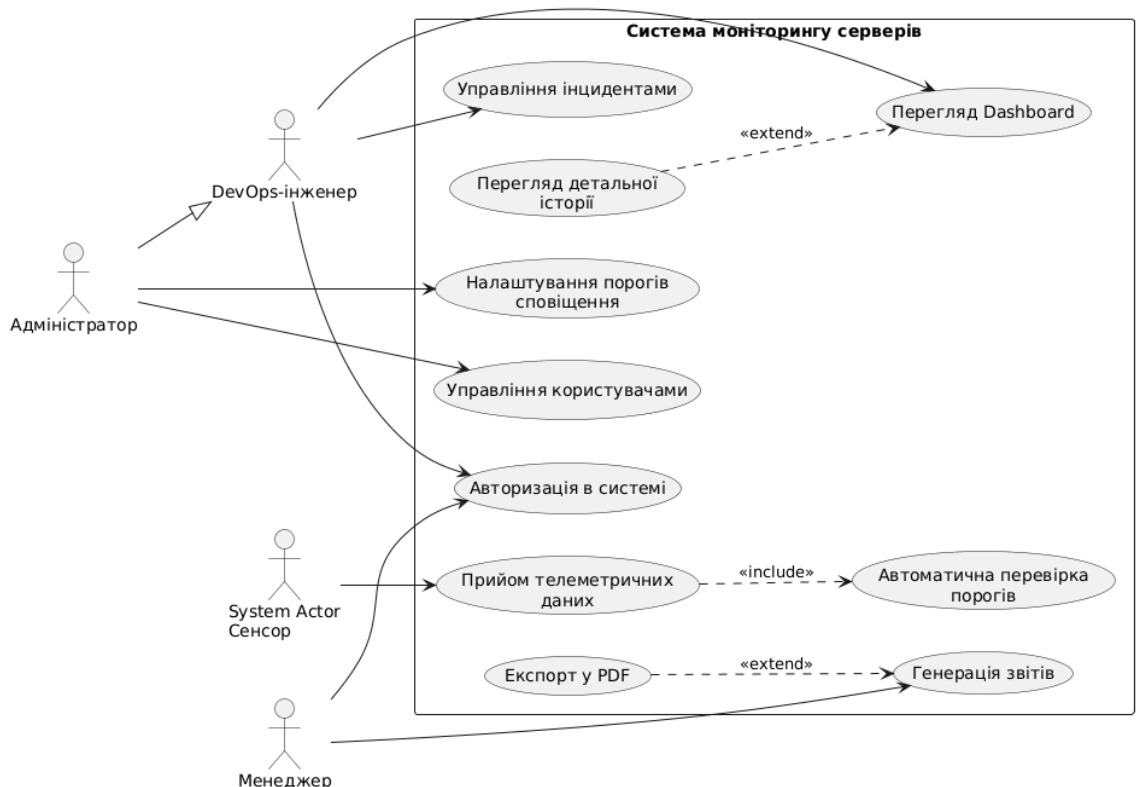 Система моніторингу серверів
Управління інцидентами
Перегляд Dashboard
«extend»
Перегляд детальної
історії
DevOps-інженер
Налаштування порогів
сповіщення
Адміністратор
Управління користувачами
Авторизація в системі
«include»
Прийом телеметричних
даних
Автоматична перевірка
порогів
System Actor
Сенсор
«extend»
Експорт у PDF
Генерація звітів
Менеджер